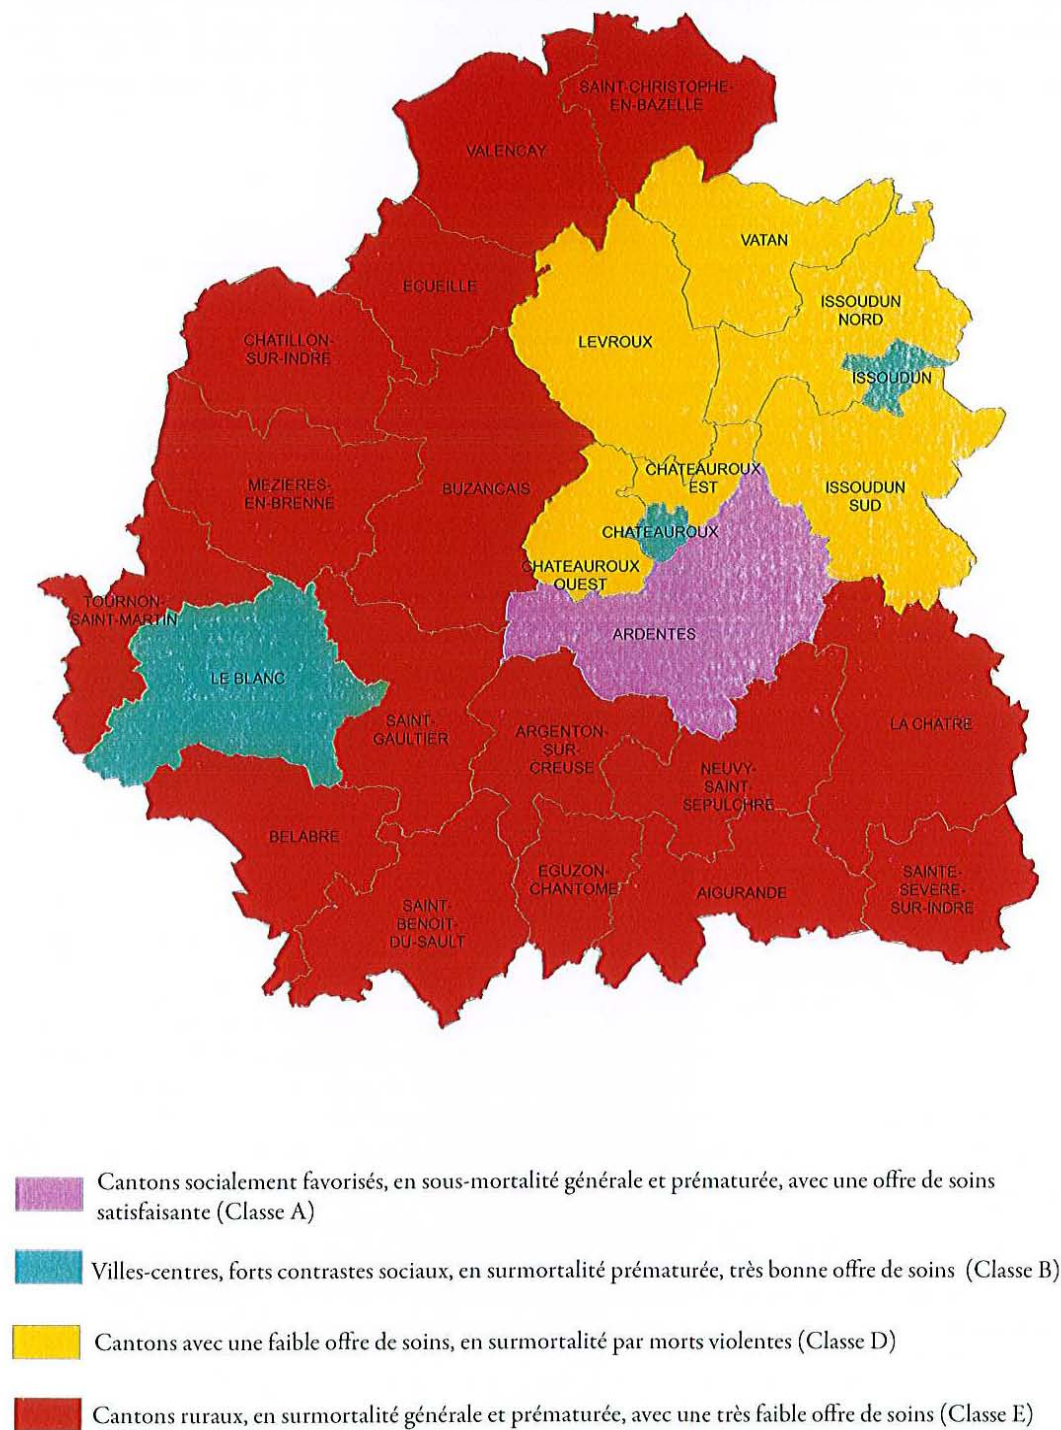 SAINT-CHRISTOPHE-
EN-BAZELLE
VALENCAY
VATAN
ECUEILLE
ISSOUDUN
NORD
CHATILLON-
SUR-INDRE
LEVROUX
ISSOUDUN
CHATEAUROUX
EST
MEZIERES-
EN-BRENNE
BUZANCAIS
ISSOUDUN
SUD
CHATEAUROUX
CHATEAUROUX
OUEST
TOURNON-
SAINT-MARTIN
ARDENTES
LE BLANC
SAINT-
GAULTIER
ARGENTON-
SUR-
CREUSE
LA CHATRE
NEUVY-
SAINT-
SEPULCHRE
BELABRE
EGUZON-
CHANTOME
AIGURANDE
SAINTE-
SEVERE-
SUR-INDRE
SAINT-
BENOIT-
DU-SAULT
Cantons socialement favorisés, en sous-mortalité générale et prématurée, avec une offre de soins
satisfaisante (Classe A)
Villes-centres, forts contrastes sociaux, en surmortalité prématurée, très bonne offre de soins (Classe B)
Cantons avec une faible offre de soins, en surmortalité par morts violentes (Classe D)
Cantons ruraux, en surmortalité générale et prématurée, avec une très faible offre de soins (Classe E)